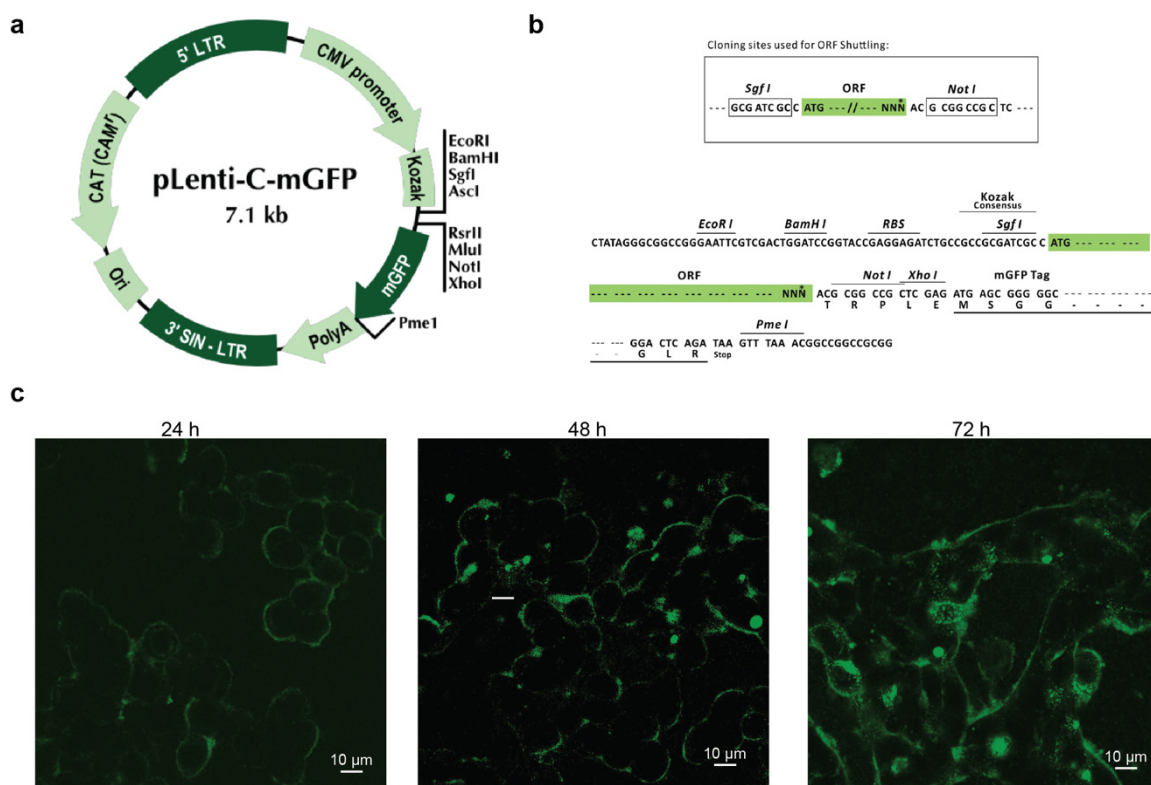 a
5' LTR
CMV promoter
Kozak
EcoRI
BamHI
SgfI
AscI
RsrII
MluI
NotI
XhoI
mGFP
Pme1
PolyA
3' SIN - LTR
Ori
CAT (CAMʳ)
pLenti-C-mGFP
7.1 kb
b
Cloning sites used for ORF Shuttling:
Sgf I ORF Not I
--- GCG ATC GC C ATG ---//--- NNN* AC G CGG CCG C TC ---
Kozak
Consensus
EcoR I BamH I RBS Sgf I
CTATAGGGCGGCCGGGAATTCGTCGACTGGATCCGGTACCGAGGAGATCTGCCGCCGCGATCGC C ATG --- --- ---
ORF Not I Xho I mGFP Tag
--- --- --- --- --- --- --- --- --- NNN* ACG CGG CCG CTC GAG ATG AGC GGG GGC --- --- --- ---
T R P L E M S G G - - - -
Pme I
--- --- GGA CTC AGA TAA GTT TAA ACGGCCGGCCGCGG
- - G L R Stop
c
24 h
48 h
72 h
10 µm
10 µm
10 µm